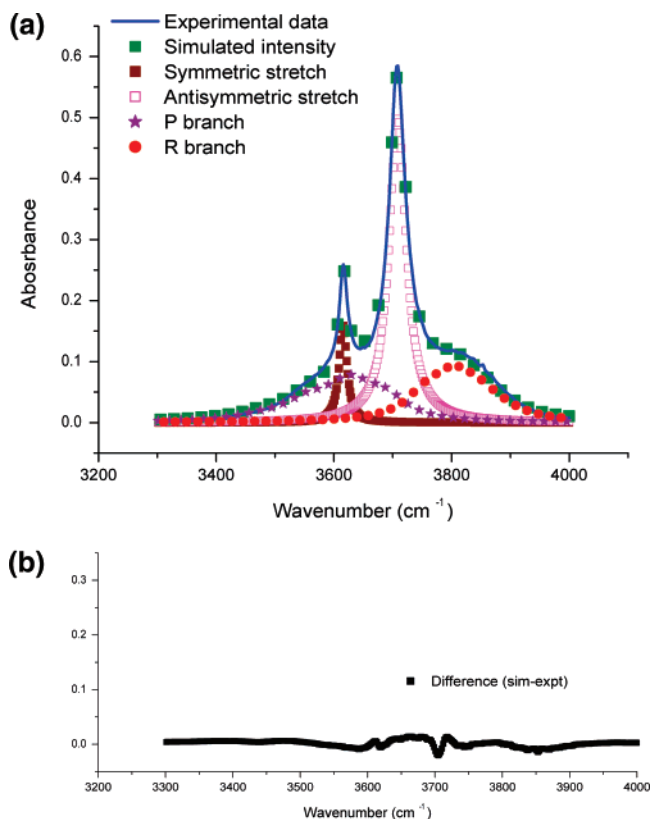 (a)
Experimental data
Simulated intensity
Symmetric stretch
Antisymmetric stretch
P branch
R branch
Abosrbance
0.6
0.5
0.4
0.3
0.2
0.1
0.0
3200 3400 3600 3800 4000
Wavenumber (cm -1)
(b)
0.3
0.2
0.1
0.0
Difference (sim-expt)
3200 3300 3400 3500 3600 3700 3800 3900 4000
Wavenumber (cm-1)